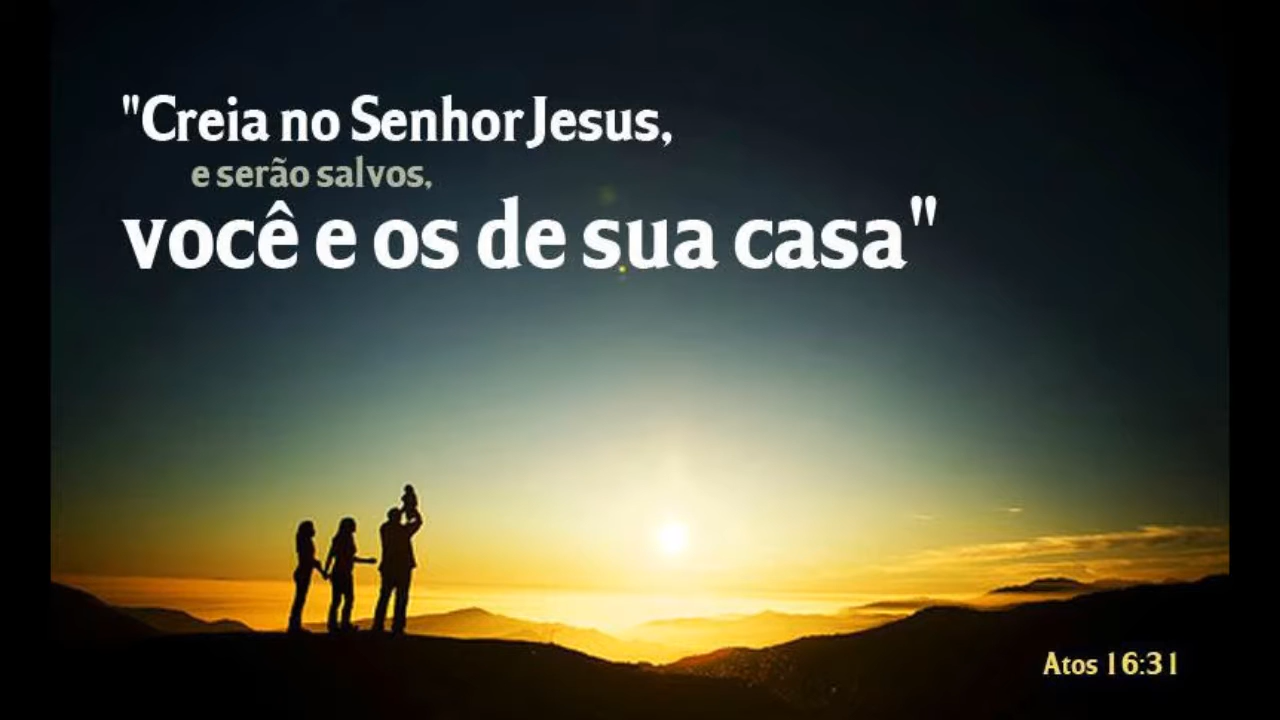 "Creia no Senhor Jesus,
e serão salvos,
você e os de sua casa"
Atos 16:31